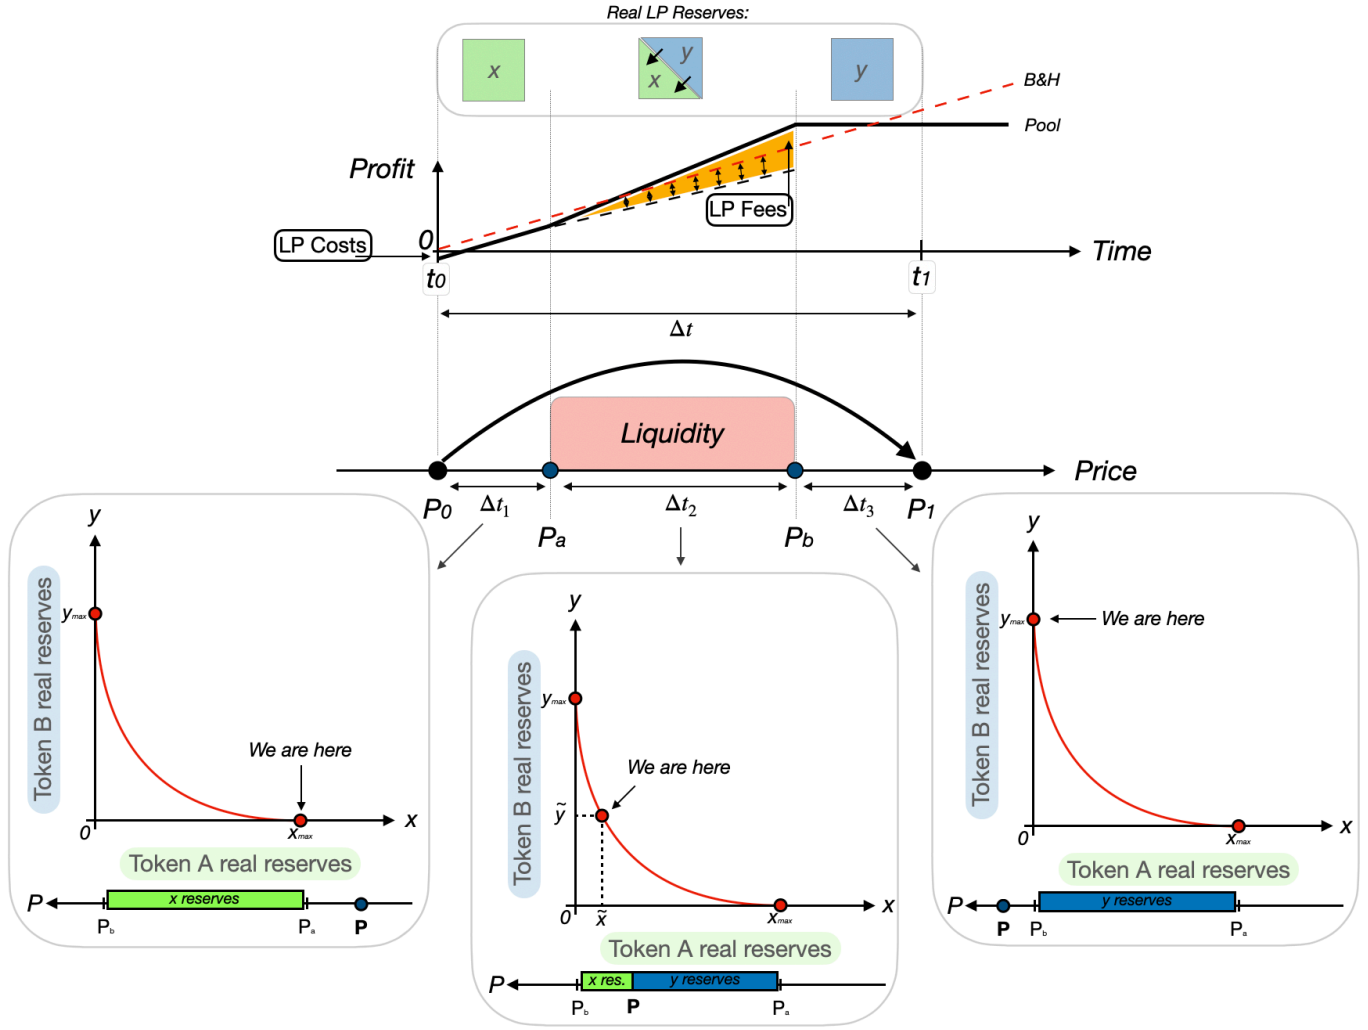 Real LP Reserves:
x
y
x
y
B&H
Pool
Profit
LP Fees
LP Costs
0
Time
t0
t1
Δt
Liquidity
Price
P0
Δt1
Δt2
Δt3
P1
Pa
Pb
y
Token B real reserves
ymax
We are here
0
xmax
x
Token A real reserves
P
x reserves
Pb
Pa
P
y
Token B real reserves
ymax
We are here
ỹ
0
x̃
xmax
x
Token A real reserves
P
x res.
y reserves
Pb
P
Pa
y
Token B real reserves
ymax
We are here
0
xmax
x
Token A real reserves
P
y reserves
P
Pb
Pa